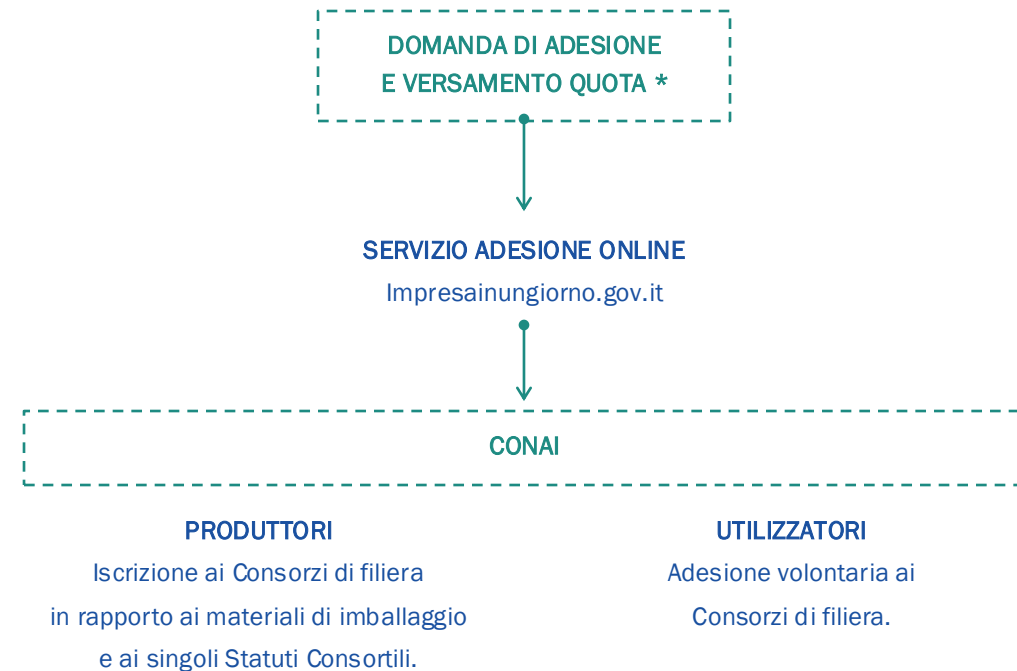 DOMANDA DI ADESIONE
E VERSAMENTO QUOTA *
SERVIZIO ADESIONE ONLINE
Impresainungiorno.gov.it
CONAI
PRODUTTORI
Iscrizione ai Consorzi di filiera
in rapporto ai materiali di imballaggio
e ai singoli Statuti Consortili.
UTILIZZATORI
Adesione volontaria ai
Consorzi di filiera.